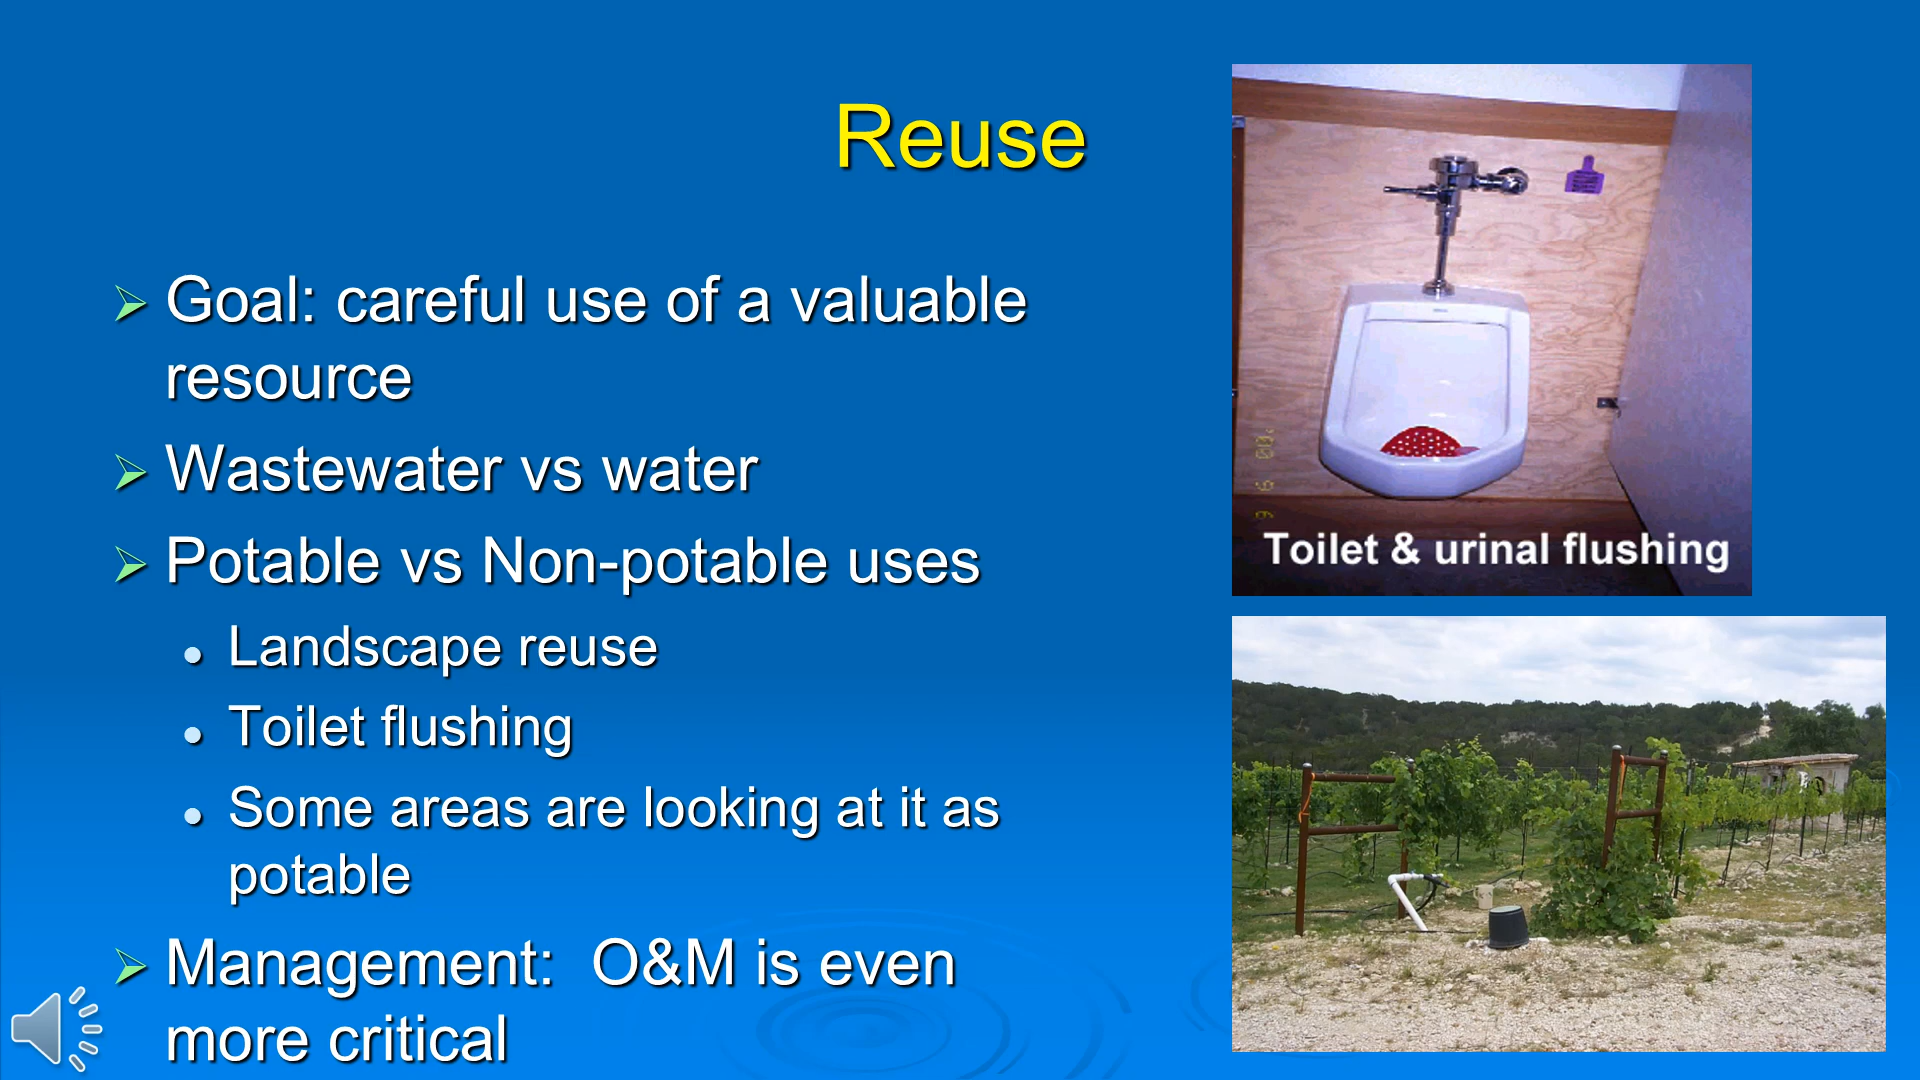 Reuse
Goal: careful use of a valuable
resource
Wastewater vs water
Potable vs Non-potable uses
Landscape reuse
Toilet flushing
Some areas are looking at it as
potable
Management:  O&M is even
more critical
Toilet & urinal flushing